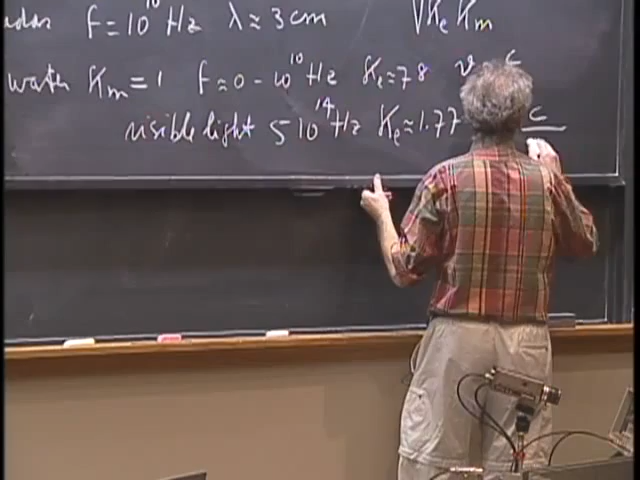 f = 10^10 Hz λ ≈ 3 cm √Ke Km
water Km = 1 f ≈ 0 - 10^10 Hz Ke ≈ 78 v c
visible light 5 10^14 Hz Ke ≈ 1.77 c